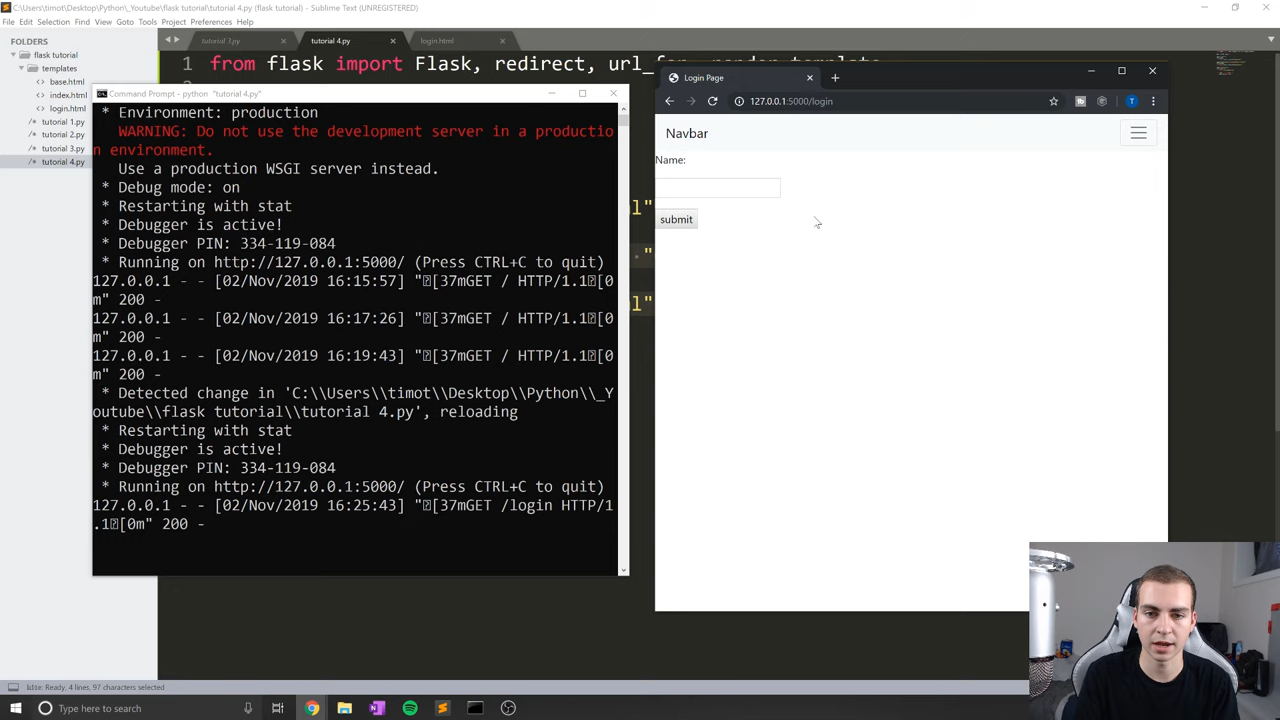 C:\Users\timot\Desktop\Python\_Youtube\flask tutorial\tutorial 4.py (flask tutorial) - Sublime Text (UNREGISTERED)
File Edit Selection Find View Goto Tools Project Preferences Help
FOLDERS
flask tutorial
templates
base.html
index.html
login.html
/* tutorial 1.py
/* tutorial 2.py
/* tutorial 3.py
/* tutorial 4.py
tutorial 4.py
login.html
1 from flask import Flask, redirect, url_for, render_template
Command Prompt - python "tutorial 4.py"
* Environment: production
WARNING: Do not use the development server in a productio
n environment.
Use a production WSGI server instead.
* Debug mode: on
* Restarting with stat
* Debugger is active!
* Debugger PIN: 334-119-084
* Running on http://127.0.0.1:5000/ (Press CTRL+C to quit)
127.0.0.1 - - [02/Nov/2019 16:15:57] "[37mGET / HTTP/1.1[0
m" 200 -
127.0.0.1 - - [02/Nov/2019 16:17:26] "[37mGET / HTTP/1.1[0
m" 200 -
127.0.0.1 - - [02/Nov/2019 16:19:43] "[37mGET / HTTP/1.1[0
m" 200 -
* Detected change in 'C:\\Users\\timot\\Desktop\\Python\\_Y
outube\\flask tutorial\\tutorial 4.py', reloading
* Restarting with stat
* Debugger is active!
* Debugger PIN: 334-119-084
* Running on http://127.0.0.1:5000/ (Press CTRL+C to quit)
127.0.0.1 - - [02/Nov/2019 16:25:43] "[37mGET /login HTTP/1
.1[0m" 200 -
l"
"
l"
Login Page
127.0.0.1:5000/login
T
Navbar
Name:
submit
4 lines, 97 characters selected
Type here to search